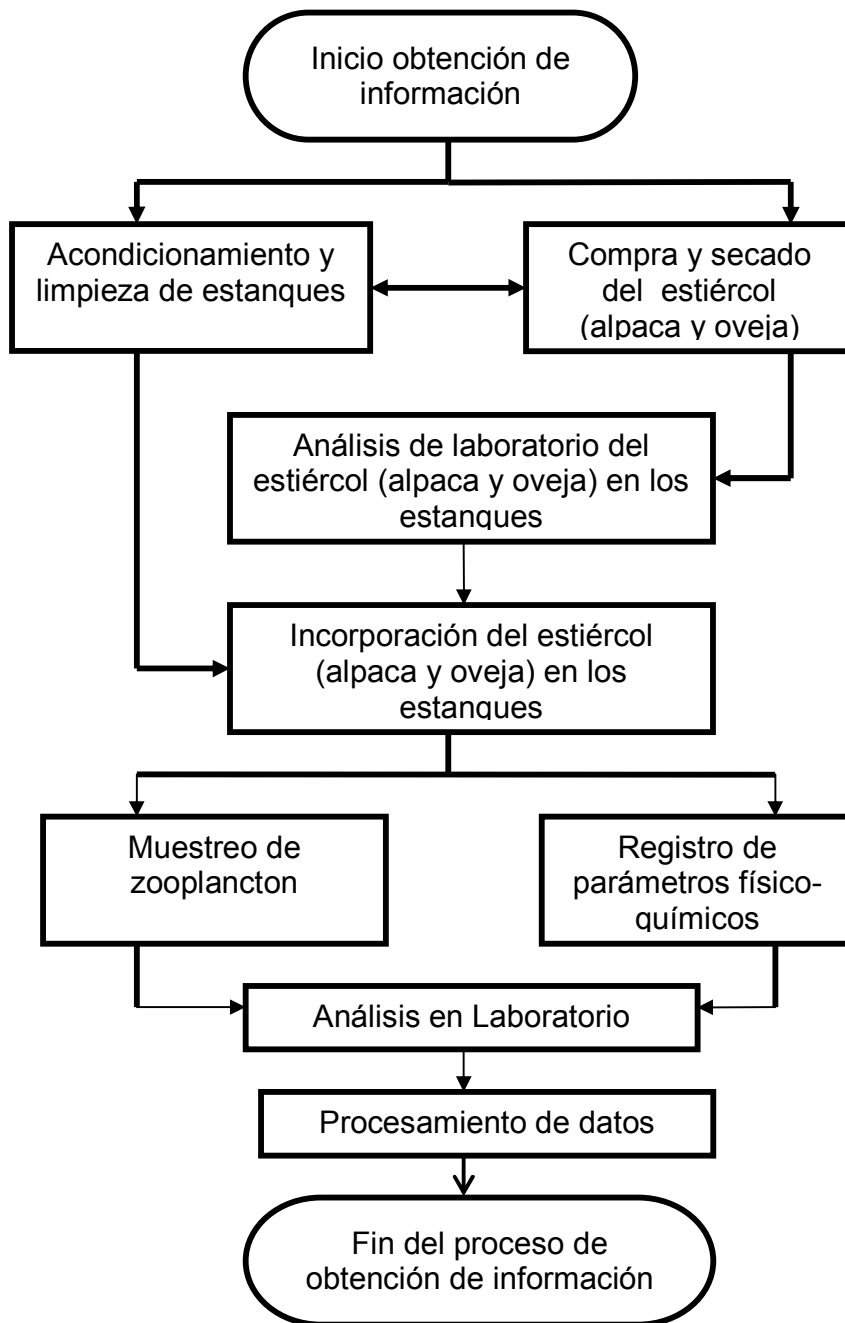 Inicio obtención de
información
Acondicionamiento y
limpieza de estanques
Compra y secado
del estiércol
(alpaca y oveja)
Análisis de laboratorio del
estiércol (alpaca y oveja) en los
estanques
Incorporación del estiércol
(alpaca y oveja) en los
estanques
Muestreo de
zooplancton
Registro de
parámetros físico-
químicos
Análisis en Laboratorio
Procesamiento de datos
Fin del proceso de
obtención de información